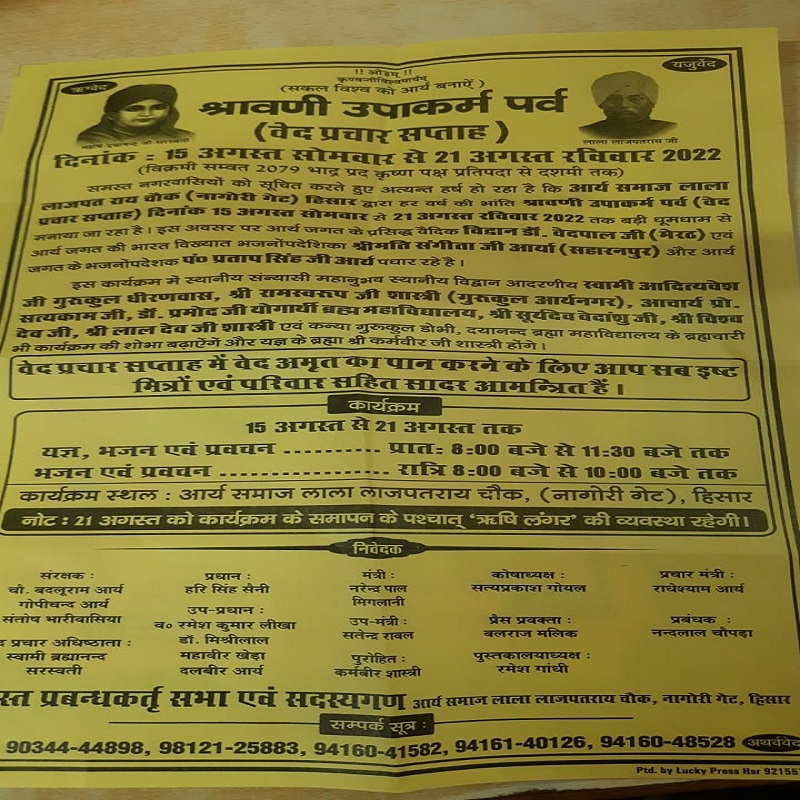 !! ओ३म् !!
कृण्वन्तोविश्वमार्यम्
(सकल विश्व को आर्य बनाऐं)
ऋग्वेद
यजुर्वेद
श्रावणी उपाकर्म पर्व
(वेद प्रचार सप्ताह)
महर्षि दयानन्द जी सरस्वती
लाला लाजपतराय जी
दिनांक : 15 अगस्त सोमवार से 21 अगस्त रविवार 2022
(विक्रमी सम्वत 2079 भाद्र प्रद कृष्ण पक्ष प्रतिपदा से दशमी तक)
समस्त नगरवासियों को सूचित करते हुए अत्यन्त हर्ष हो रहा है कि आर्य समाज लाला
लाजपत राय चौक (नागोरी गेट) हिसार द्वारा हर वर्ष की भांति श्रावणी उपाकर्म पर्व (वेद
प्रचार सप्ताह) दिनांक 15 अगस्त सोमवार से 21 अगस्त रविवार 2022 तक बड़ी धूमधाम से
मनाया जा रहा है। इस अवसर पर आर्य जगत के प्रसिद्ध वैदिक विद्वान डॉ. वेदपाल जी (मेरठ) एवं
आर्य जगत की भारत विख्यात भजनोपदेशिका श्रीमति संगीता जी आर्या (सहारनपुर) और आर्य
जगत के भजनोपदेशक पं० प्रताप सिंह जी आर्य पधार रहे है।
इस कार्यक्रम में स्थानीय संन्यासी महानुभव स्थानीय विद्वान आदरणीय स्वामी आदित्यवेश
जी गुरुकुल धीरणवास, श्री रामस्वरुप जी शास्त्री (गुरुकुल आर्यनगर), आचार्य प्रो.
सत्यकाम जी, डॉ. प्रमोद जी योगार्थी ब्रह्म महाविद्यालय, श्री सूर्यदेव वेदांशु जी, श्री विश्व
देव जी, श्री लाल देव जी शास्त्री एवं कन्या गुरुकुल डोभी, दयानन्द ब्रह्मा महाविद्यालय के ब्रह्मचारी
भी कार्यक्रम की शोभा बढ़ाऐंगें और यज्ञ के ब्रह्मा श्री कर्मवीर जी शास्त्री होंगें।
वेद प्रचार सप्ताह में वेद अमृत का पान करने के लिए आप सब इष्ट
मित्रों एवं परिवार सहित सादर आमन्त्रित हैं।
कार्यक्रम
15 अगस्त से 21 अगस्त तक
यज्ञ, भजन एवं प्रवचन .......... प्रात: 8:00 बजे से 11:30 बजे तक
भजन एवं प्रवचन .................. रात्रि 8:00 बजे से 10:00 बजे तक
कार्यक्रम स्थल : आर्य समाज लाला लाजपतराय चौक, (नागोरी गेट), हिसार
नोट : 21 अगस्त को कार्यक्रम के समापन के पश्चात् 'ऋषि लंगर' की व्यवस्था रहेगी।
निवेदक
संरक्षक :
चौ. बदलूराम आर्य
गोपीचन्द आर्य
संतोष भारीवासिया
द प्रचार अधिष्ठाता :
स्वामी ब्रह्मानन्द
सरस्वती
प्रधान :
हरि सिंह सैनी
उप-प्रधान :
व० रमेश कुमार लीखा
डॉ. मिश्रीलाल
महावीर खेड़ा
दलबीर आर्य
मंत्री :
नरेन्द्र पाल
मिगलानी
उप-मंत्री :
सतेन्द्र रावल
पुरोहित :
कर्मबीर शास्त्री
कोषाध्यक्ष :
सत्यप्रकाश गोयल
प्रैस प्रवक्ता :
बलराज मलिक
पुस्तकालयाध्यक्ष :
रमेश गांधी
प्रचार मंत्री :
राधेश्याम आर्य
प्रबंधक :
नन्दलाल चौपड़ा
स्त प्रबन्धकर्तृ सभा एवं सदस्यगण आर्य समाज लाला लाजपतराय चौक, नागोरी गेट, हिसार
सम्पर्क सूत्र :
90344-44898, 98121-25883, 94160-41582, 94161-40126, 94160-48528
अथर्ववेद
Ptd. by Lucky Press Hsr 92155